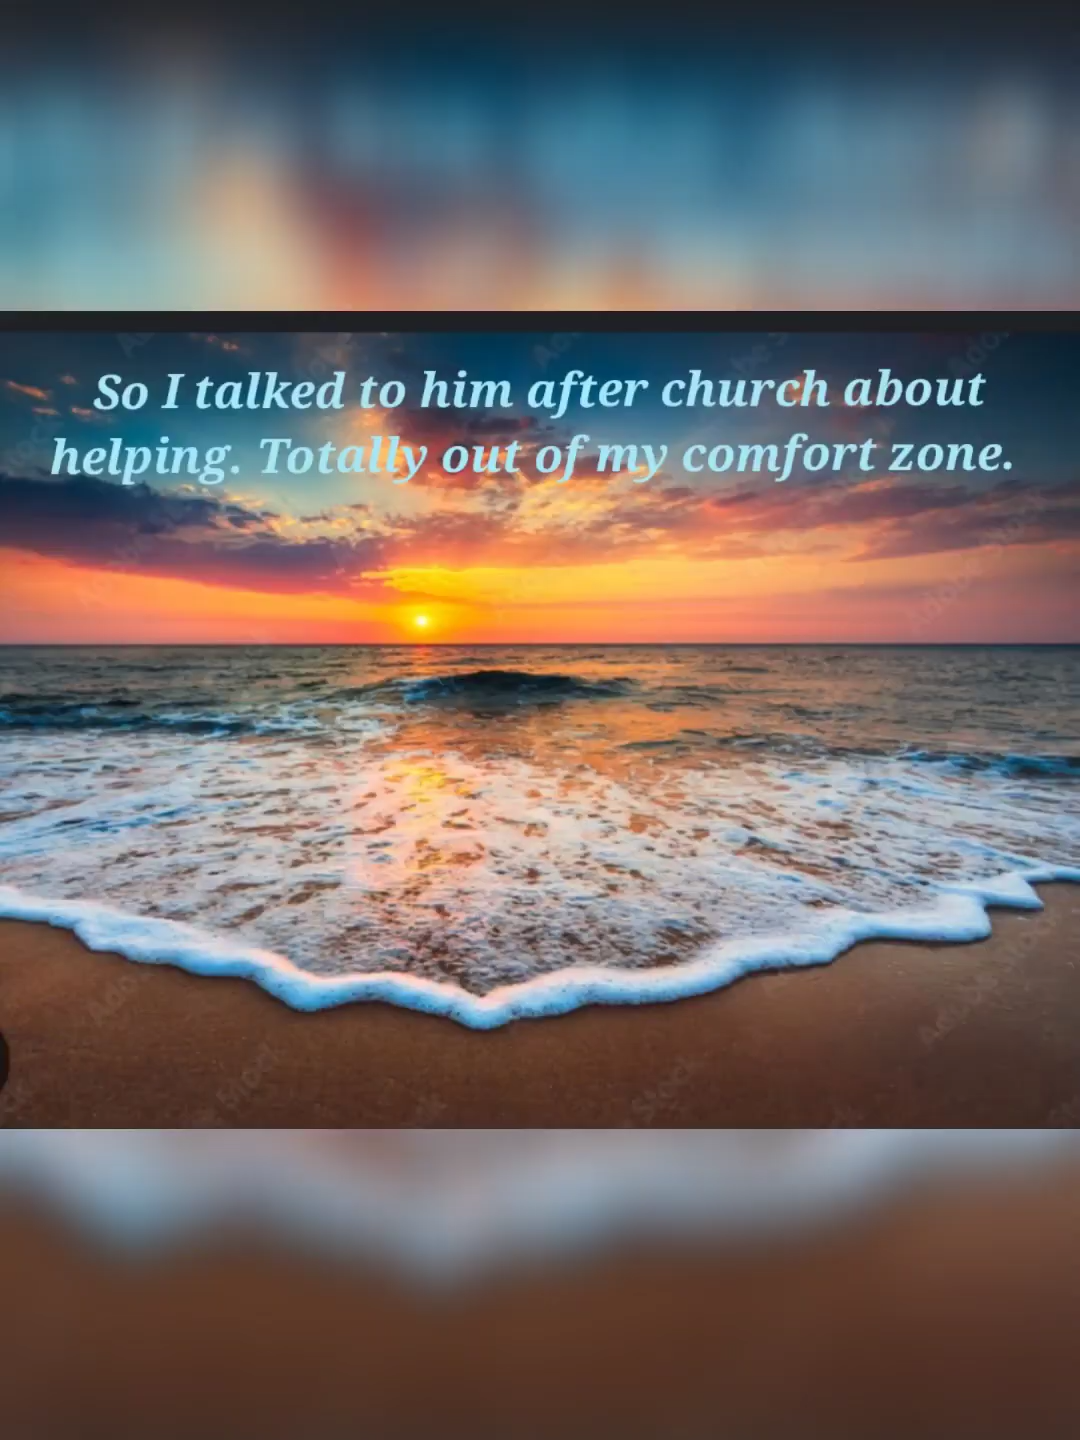 So I talked to him after church about
helping. Totally out of my comfort zone.